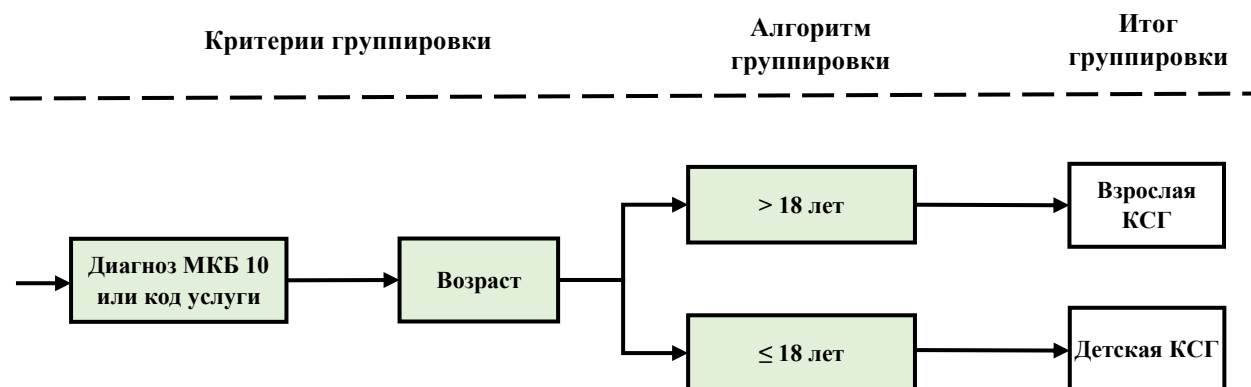 Критерии группировки
Алгоритм
группировки
Итог
группировки
Диагноз МКБ 10
или код услуги
Возраст
> 18 лет
Взрослая
КСГ
≤ 18 лет
Детская КСГ